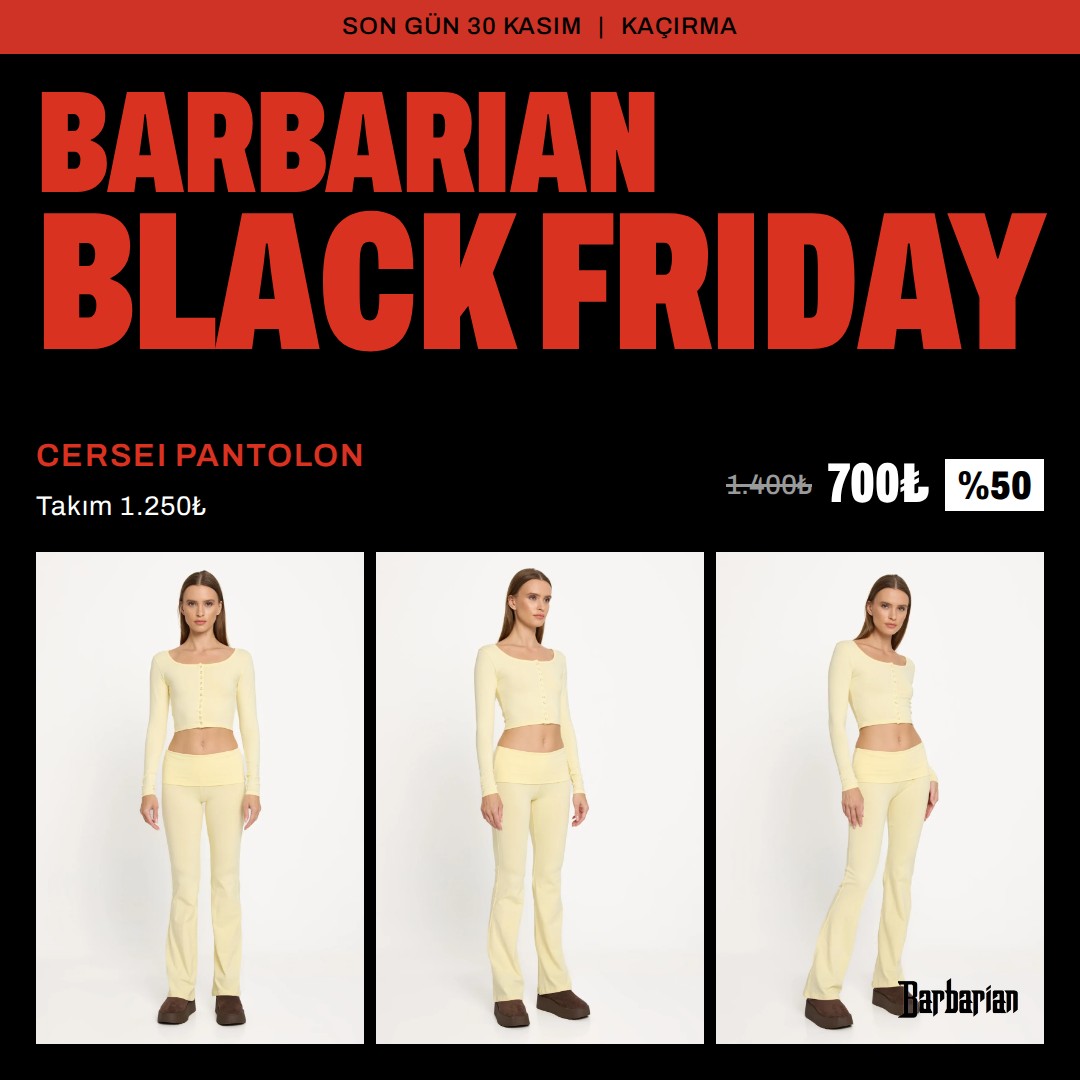 SON GÜN 30 KASIM | KAÇIRMA
BARBARIAN
BLACK FRIDAY
CERSEI PANTOLON
Takım 1.250₺
1.400₺ 700₺ %50
Barbarian